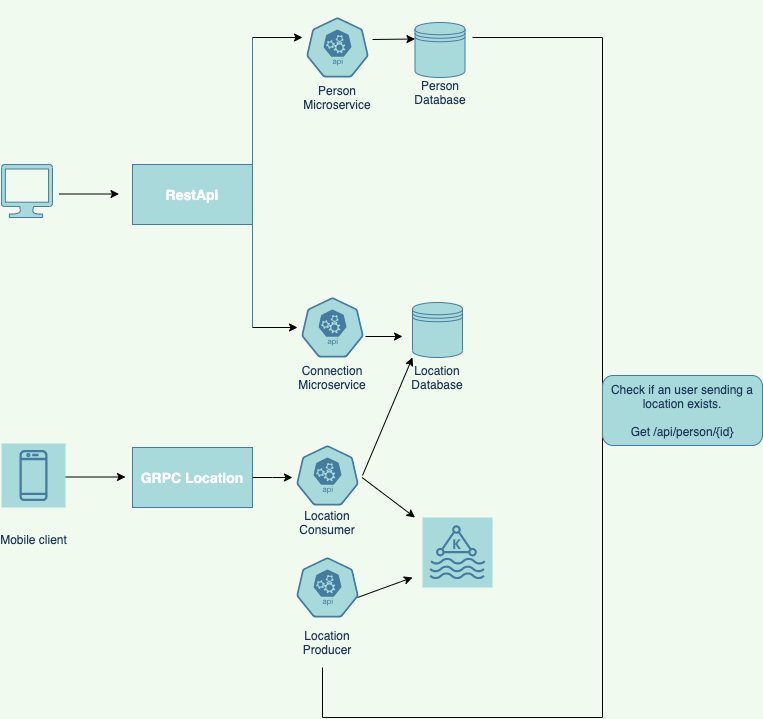 api
Person
Microservice
Person
Database
RestApi
api
Connection
Microservice
Location
Database
Check if an user sending a
location exists.
Get /api/person/{id}
GRPC Location
api
Location
Consumer
Mobile client
K
api
Location
Producer